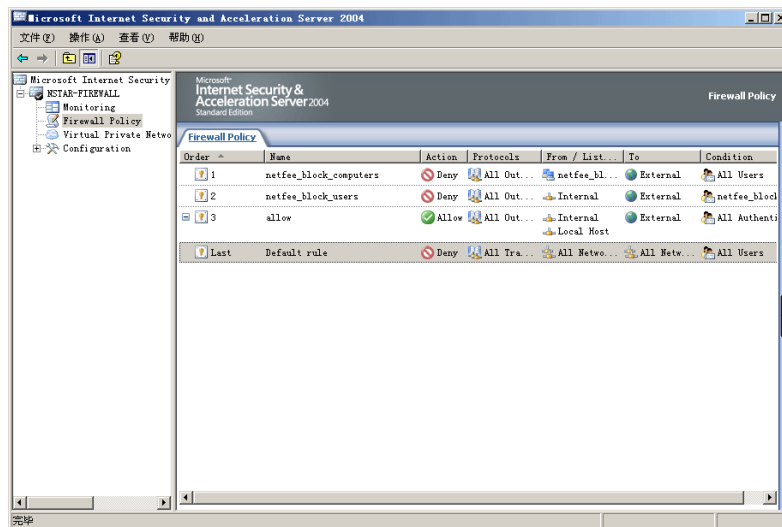 Microsoft Internet Security and Acceleration Server 2004
文件(F) 操作(A) 查看(V) 帮助(H)
Microsoft Internet Security
NSTAR-FIREWALL
Monitoring
Firewall Policy
Virtual Private Netwo
Configuration
Microsoft
Internet Security &
Acceleration Server 2004
Standard Edition
Firewall Policy
Firewall Policy
Order Name Action Protocols From / List... To Condition
1 netfee_block_computers Deny All Out... netfee_bl... External All Users
2 netfee_block_users Deny All Out... Internal External netfee_block
3 allow Allow All Out... Internal External All Authenti
Local Host
Last Default rule Deny All Tra... All Netwo... All Netw... All Users
完毕